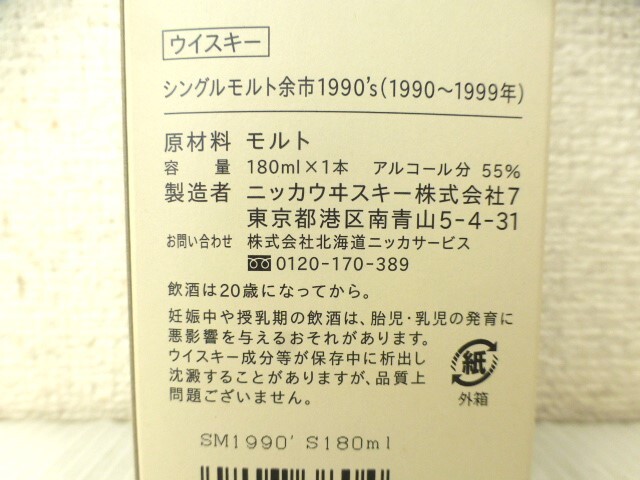 ウイスキー
シングルモルト余市1990's(1990～1999年)
原材料 モルト
容量 180ml×1本 アルコール分 55%
製造者 ニッカウヰスキー株式会社7
東京都港区南青山5-4-31
お問い合わせ 株式会社北海道ニッカサービス
0120-170-389
飲酒は20歳になってから。
妊娠中や授乳期の飲酒は、胎児・乳児の発育に
悪影響を与えるおそれがあります。
ウイスキー成分等が保存中に析出し
沈澱することがありますが、品質上
問題ございません。
紙
外箱
SM1990' S180ml